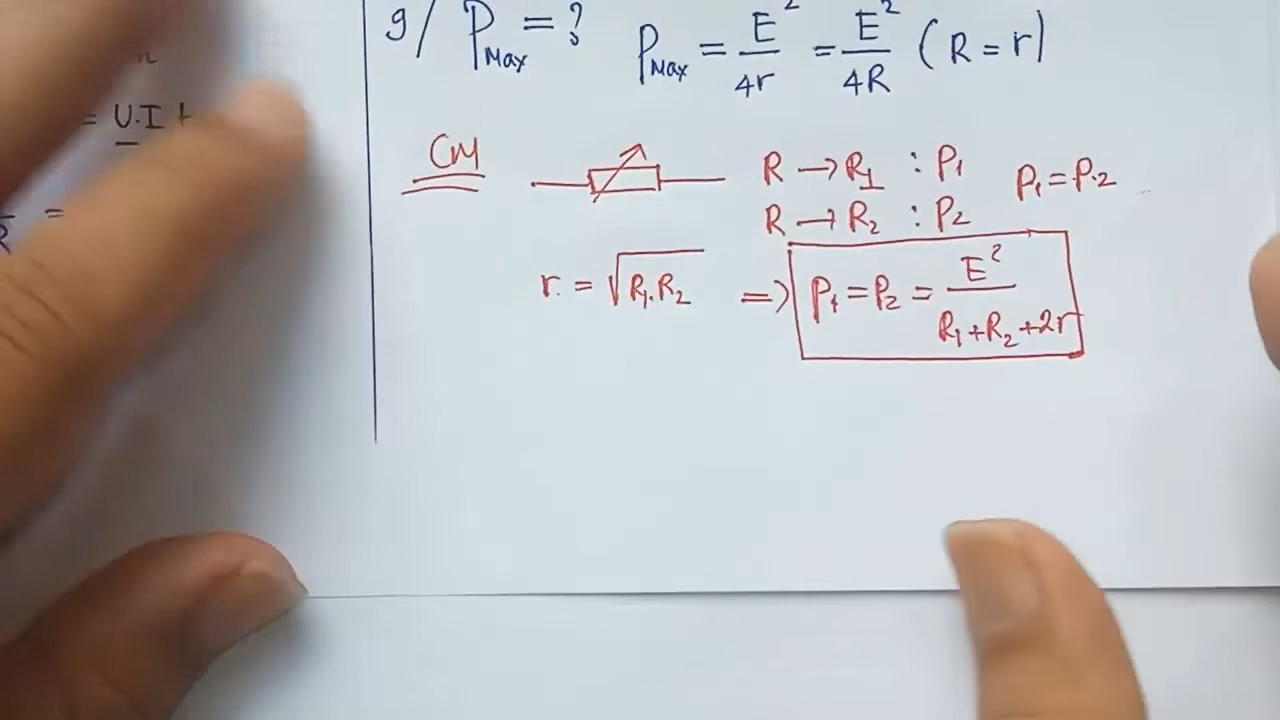 n
= U.I t
R =
9/ P_Max = ? P_Max = E²/4r = E²/4R (R = r)
CM R → R₁ : P₁ P₁ = P₂
R → R₂ : P₂
r = √R₁.R₂ ⇒ P₁ = P₂ = E²/R₁+R₂+2r